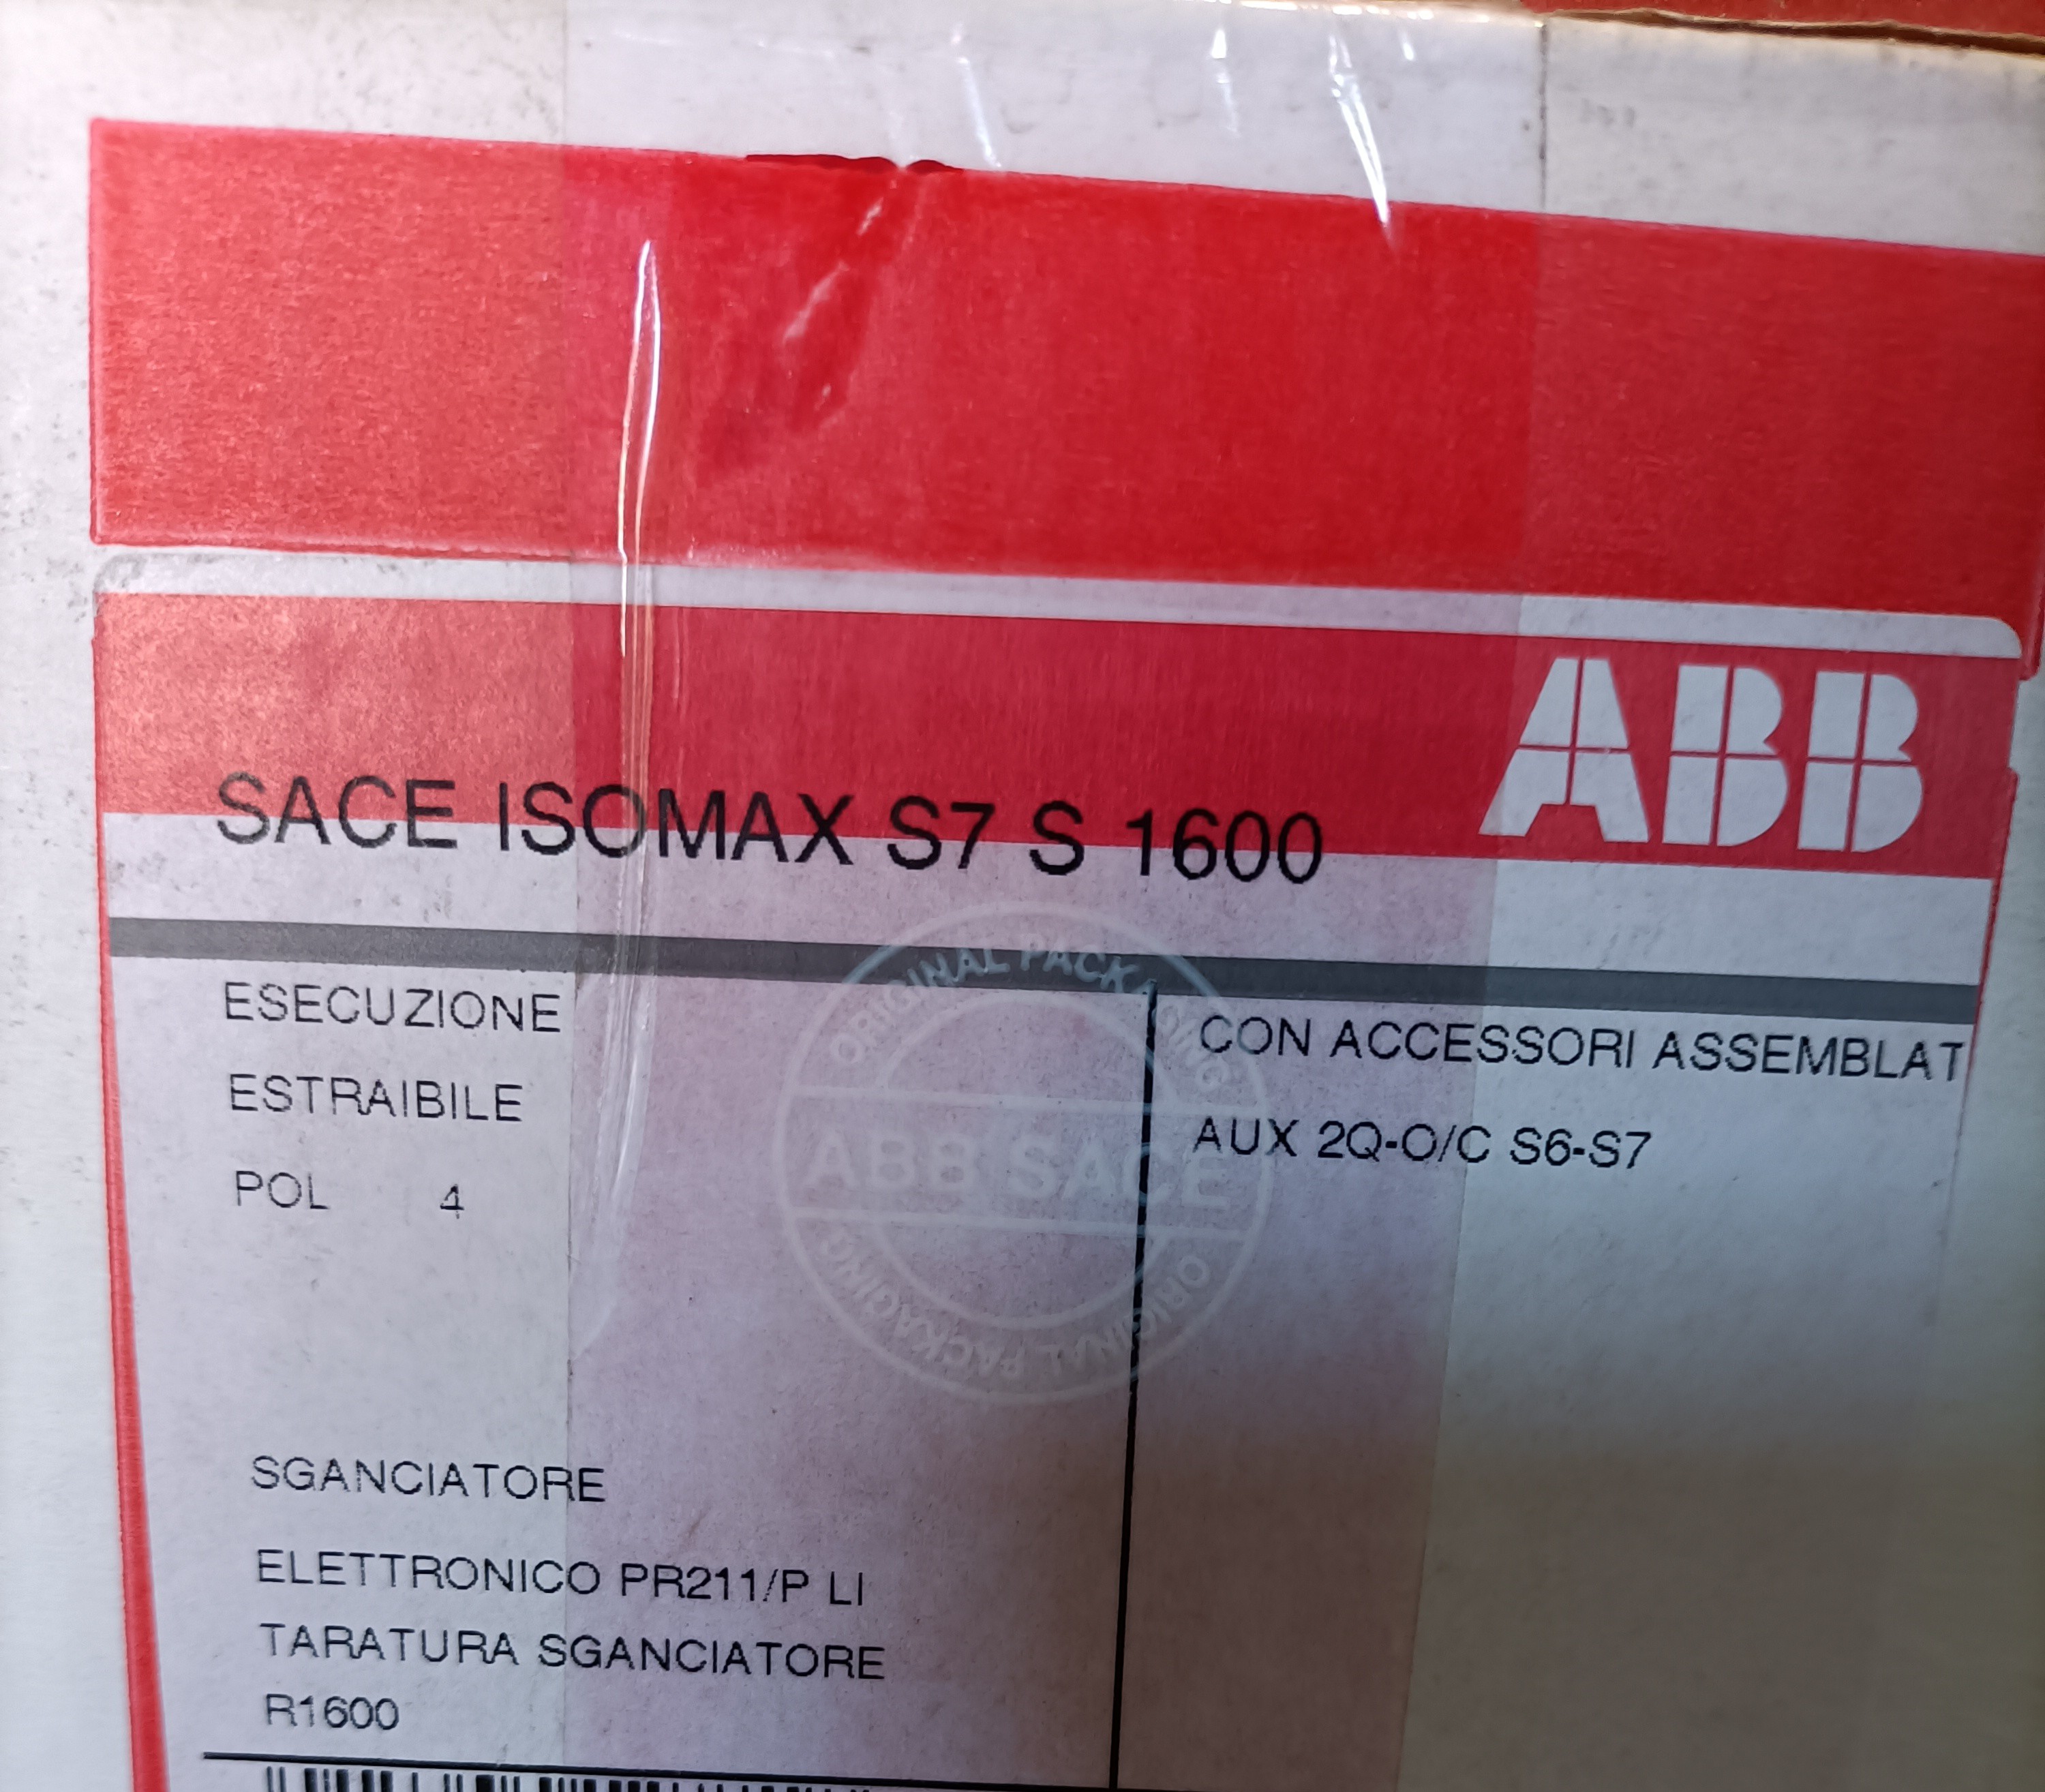 ABB
SACE ISOMAX S7 S 1600
ESECUZIONE
ESTRAIBILE
POL 4
CON ACCESSORI ASSEMBLAT
AUX 2Q-O/C S6-S7
ORIGINAL PACKAGING
ABB SACE
ORIGINAL PACKAGING
SGANCIATORE
ELETTRONICO PR211/P LI
TARATURA SGANCIATORE
R1600